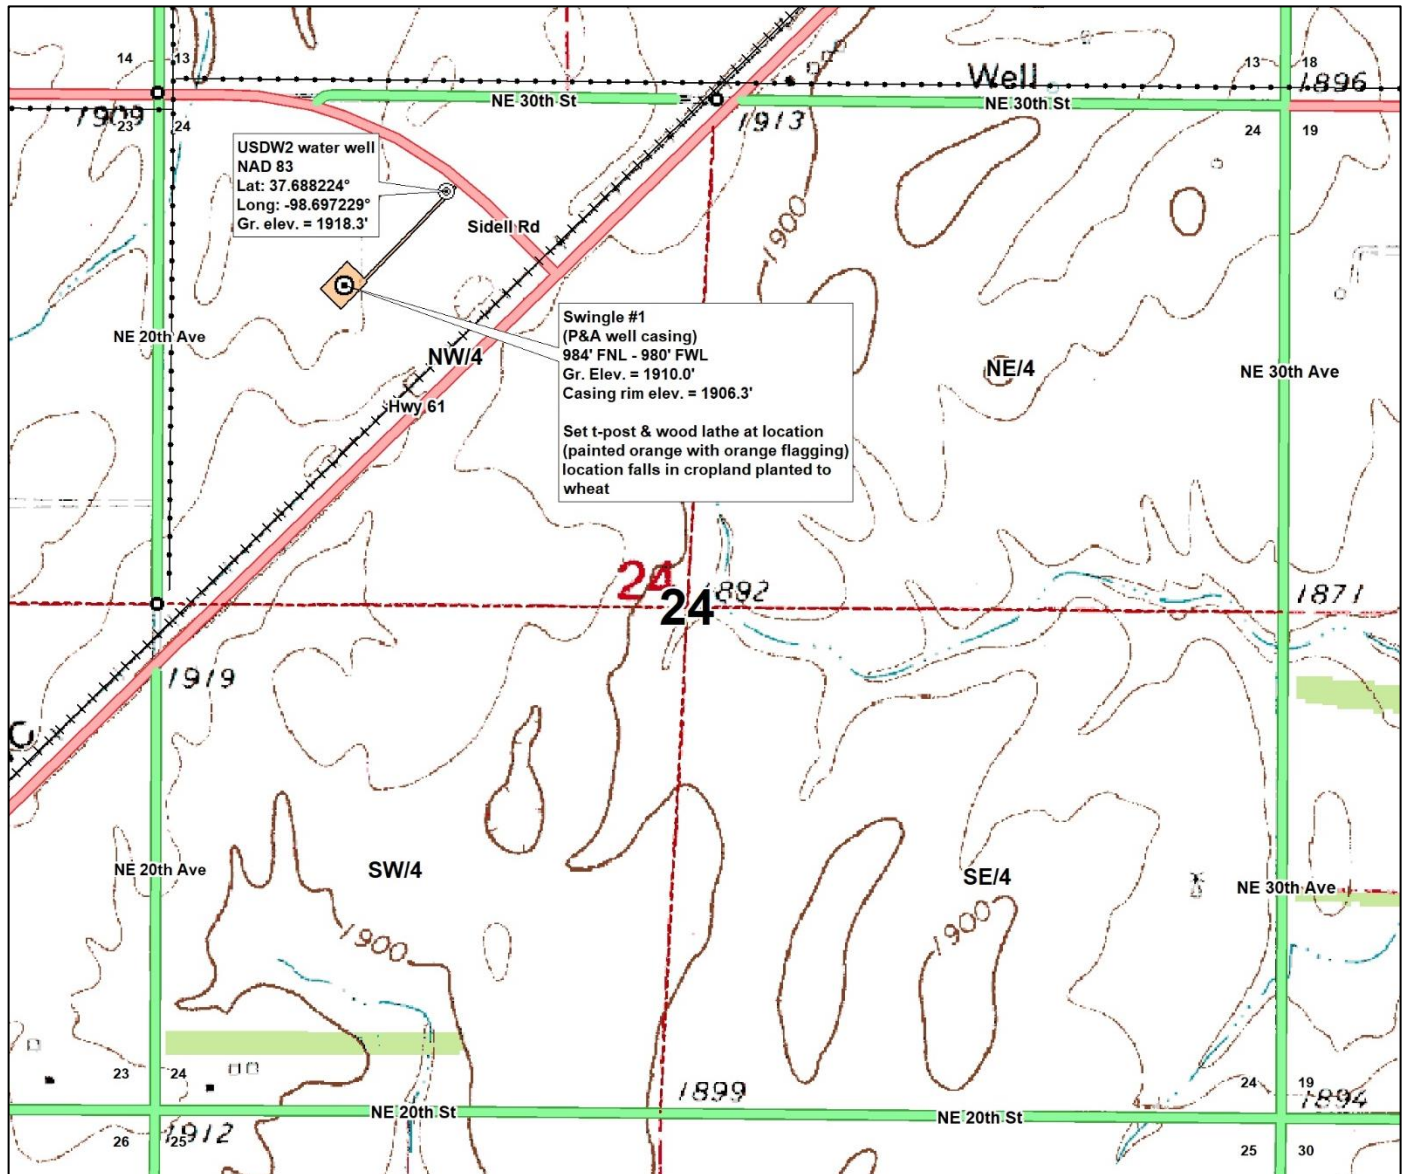 14
13
13
18
Well
1896
NE 30th St
NE 30th St
1909
23
24
1913
24
19
USDW2 water well
NAD 83
Lat: 37.688224°
Long: -98.697229°
Gr. elev. = 1918.3'
Sidell Rd
1900
NE 20th Ave
Swingle #1
(P&A well casing)
984' FNL - 980' FWL
Gr. Elev. = 1910.0'
Casing rim elev. = 1906.3'
Set t-post & wood lathe at location
(painted orange with orange flagging)
location falls in cropland planted to
wheat
NW/4
NE/4
NE 30th Ave
Hwy 61
24
1892
24
1871
1919
NE 20th Ave
SW/4
SE/4
NE 30th Ave
1900
1900
23
24
24
19
1899
1894
NE 20th St
NE 20th St
26
25
1912
25
30